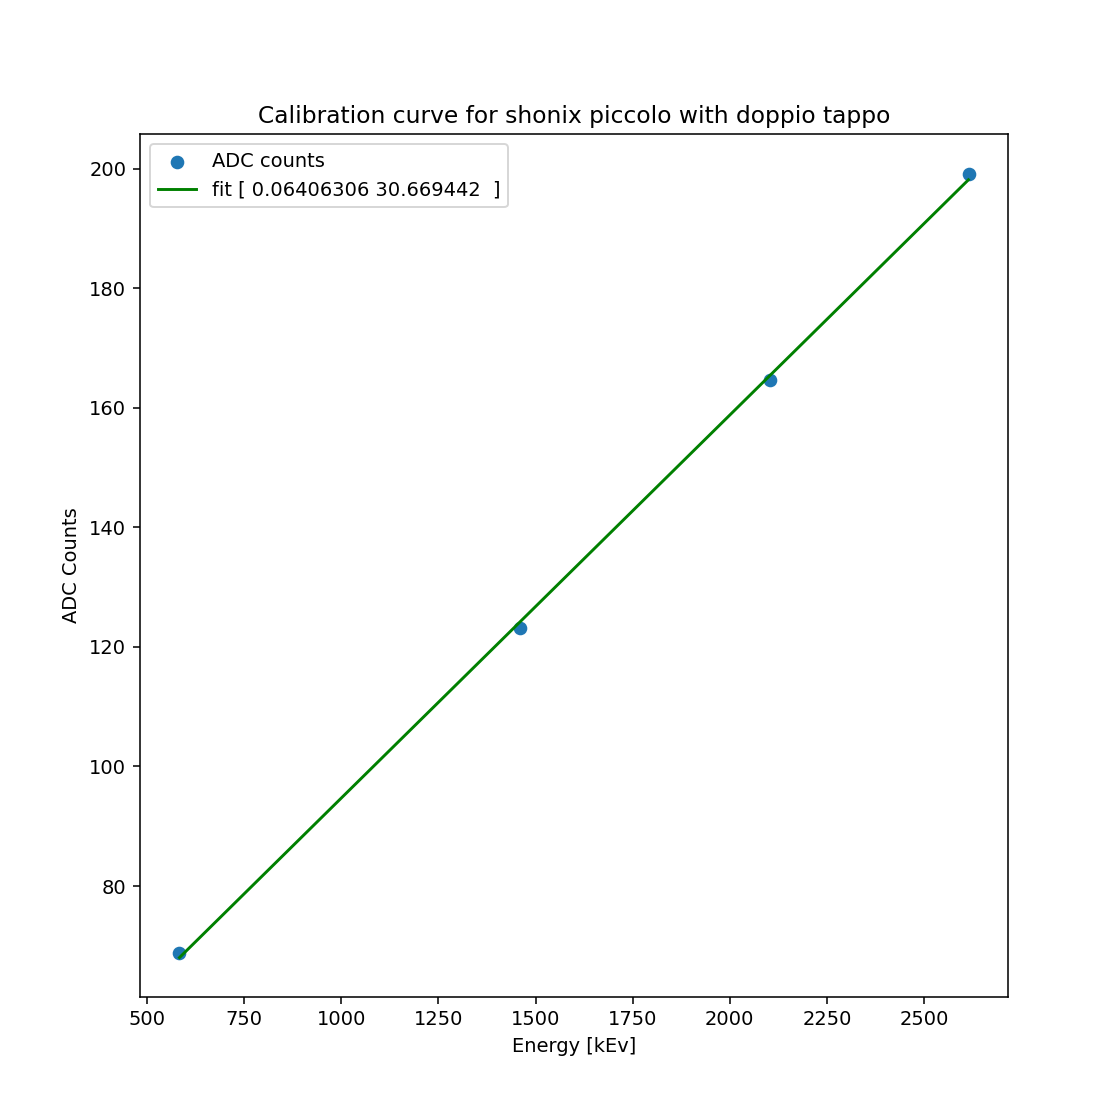 Calibration curve for shonix piccolo with doppio tappo
ADC counts
fit [ 0.06406306 30.669442  ]
200
180
160
140
120
100
80
ADC Counts
500 750 1000 1250 1500 1750 2000 2250 2500
Energy [kEv]